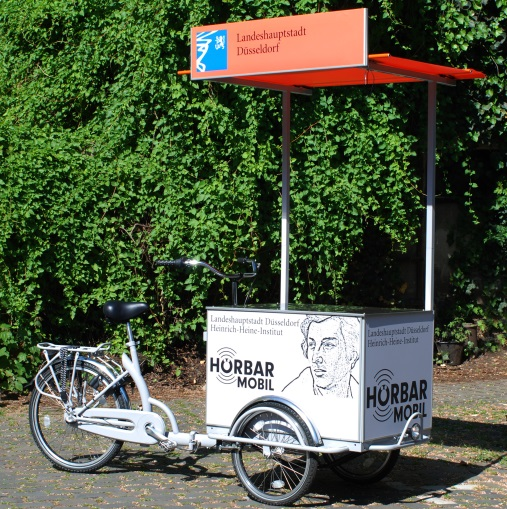 Landeshauptstadt
Düsseldorf
Landeshauptstadt Düsseldorf
Heinrich-Heine-Institut
HÖRBAR
MOBIL
Landeshauptstadt Düsseldorf
Heinrich-Heine-Institut
HÖRBAR
MOBIL